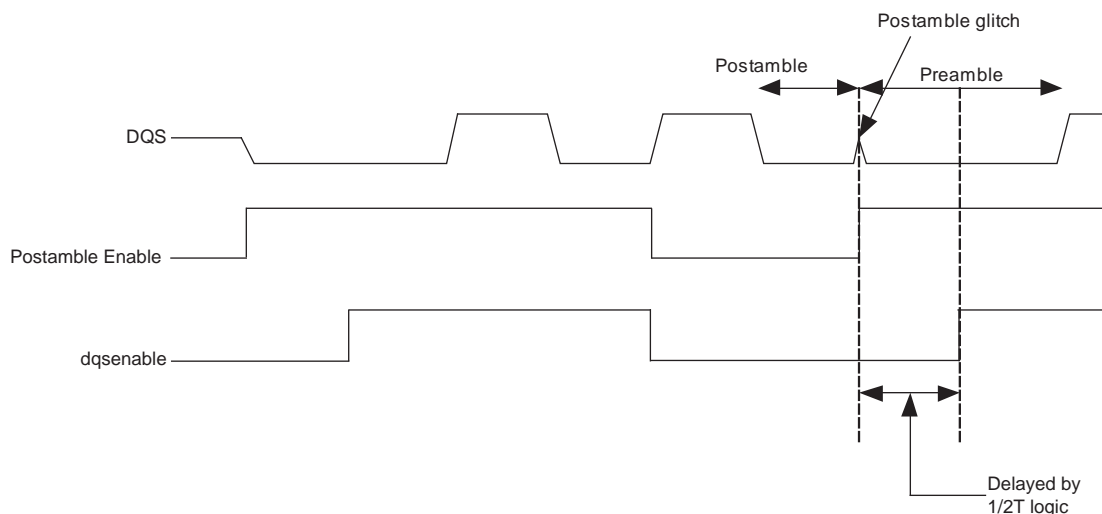 Postamble glitch
Postamble
Preamble
DQS
Postamble Enable
dqsenable
Delayed by
1/2T logic